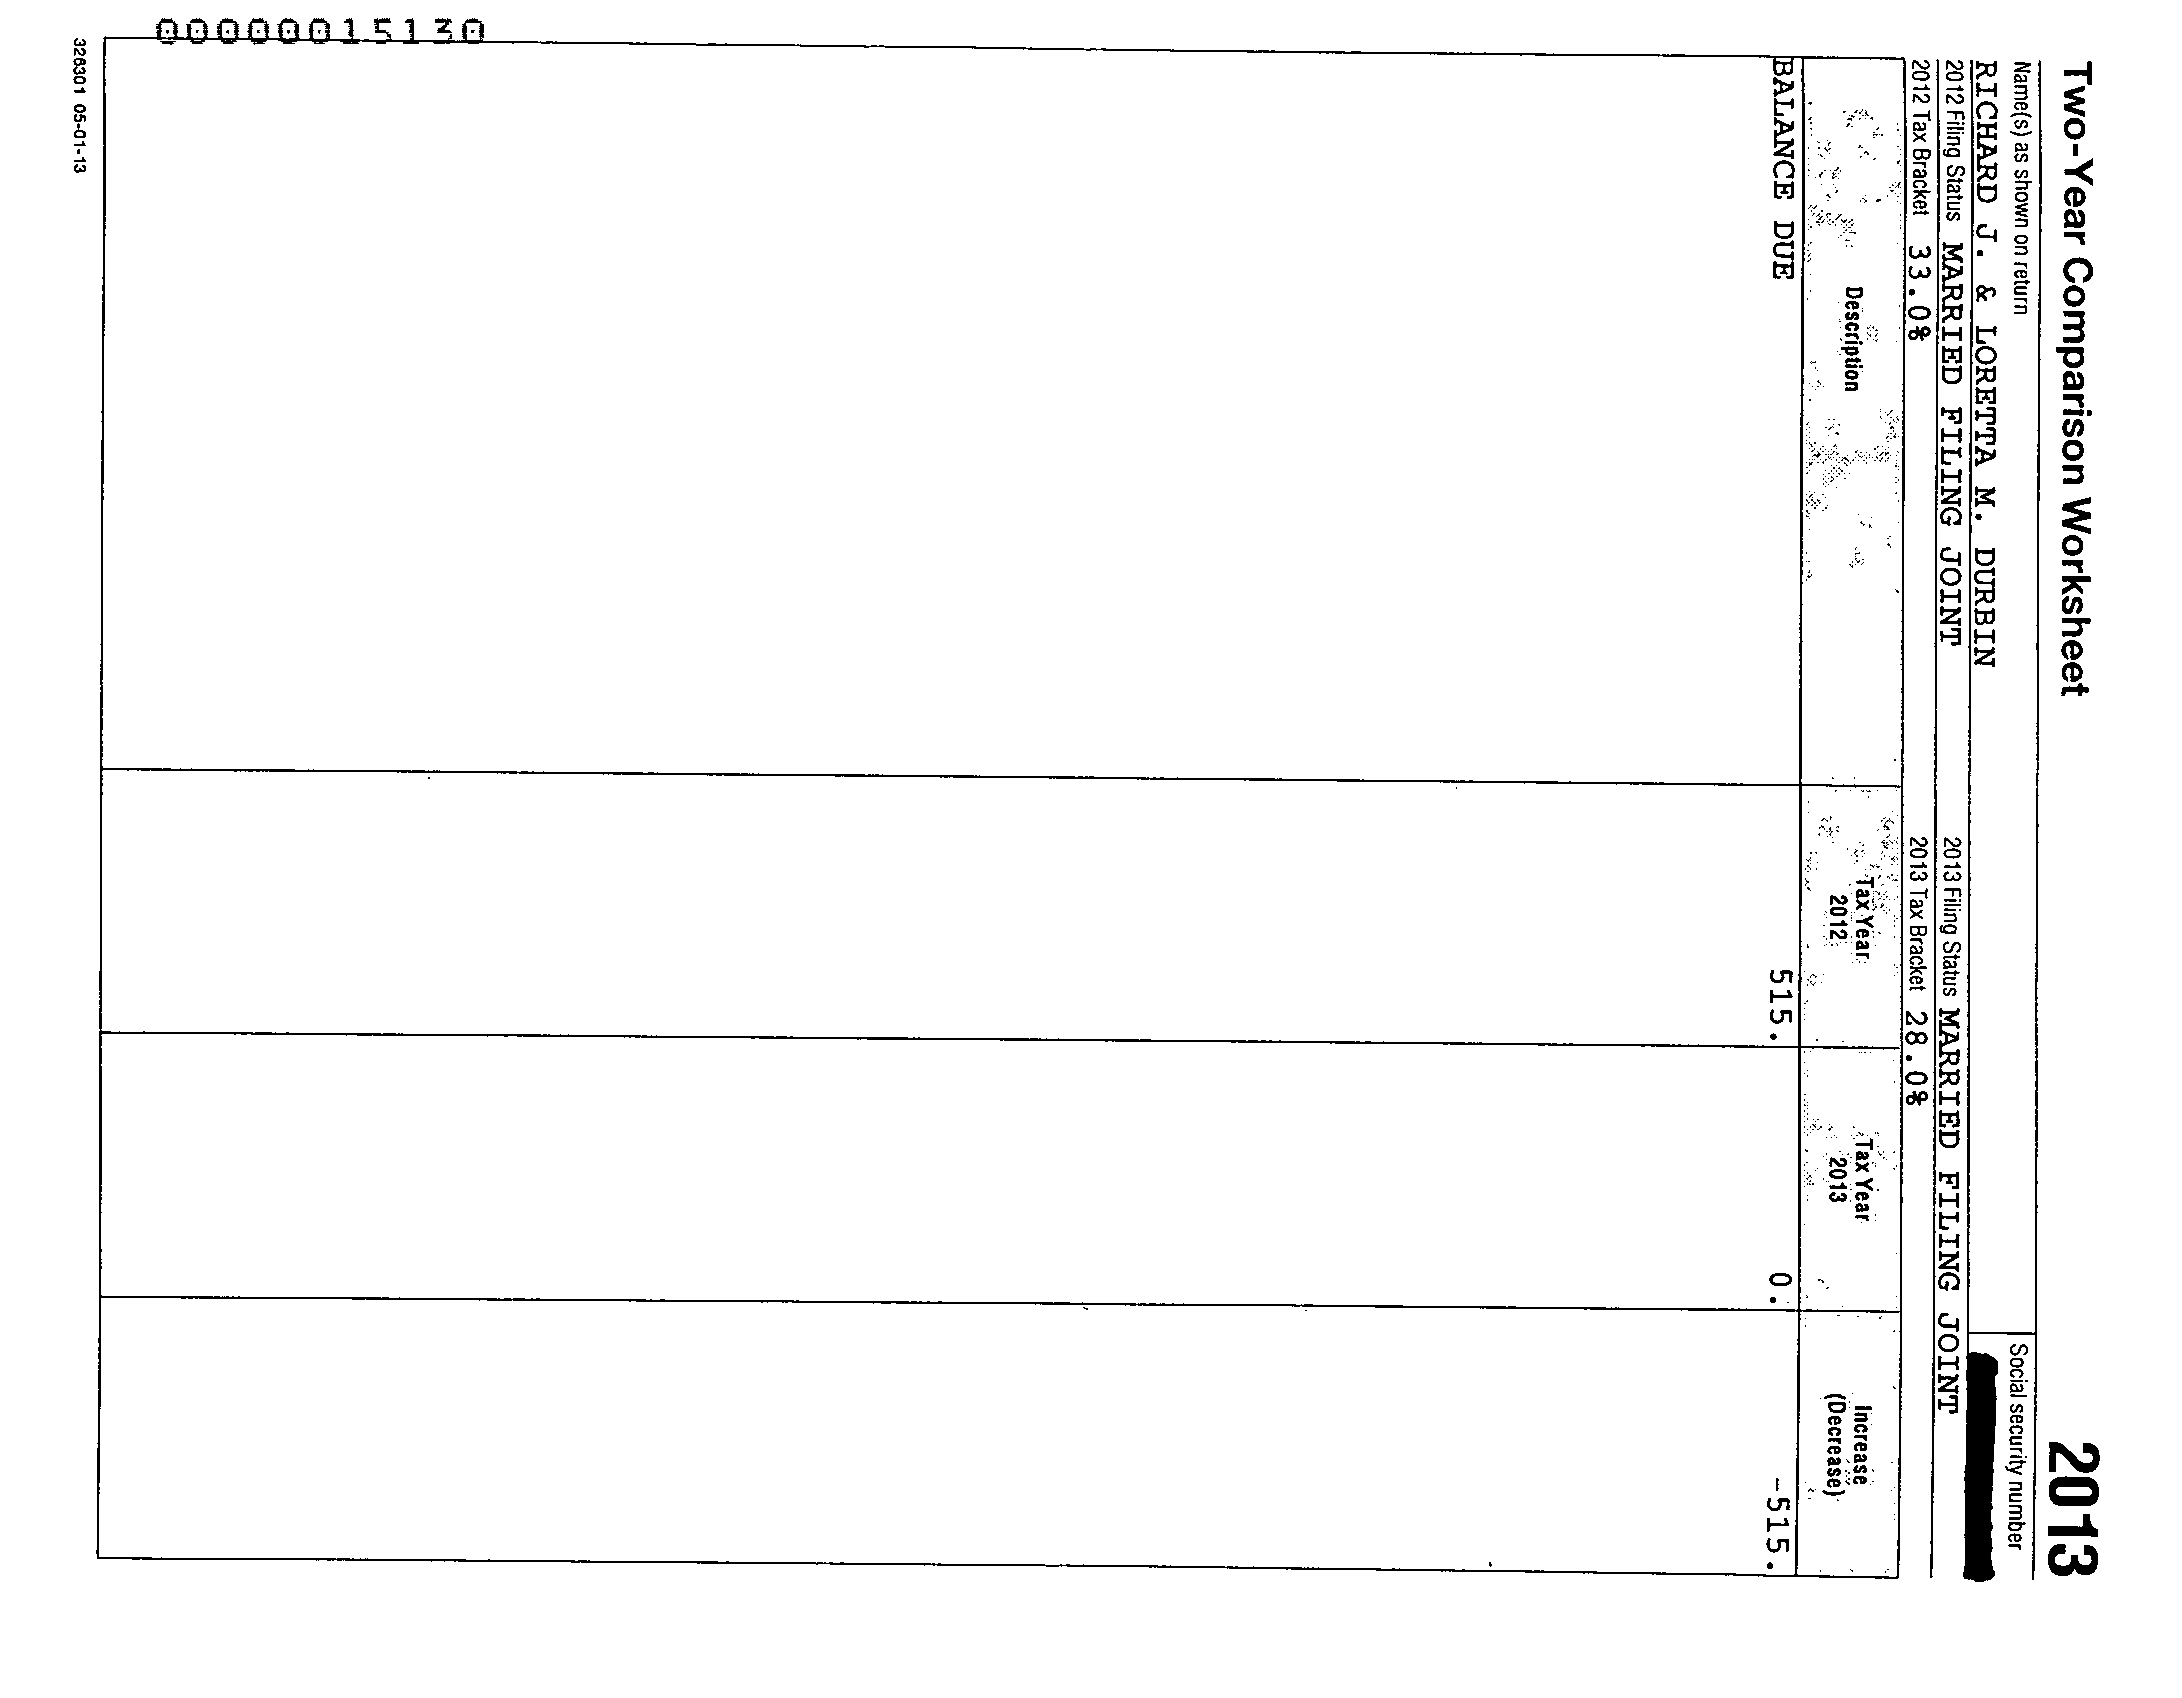 Two-Year Comparison Worksheet 2013
Name(s) as shown on return Social security number
RICHARD J. & LORETTA M. DURBIN
2012 Filing Status MARRIED FILING JOINT 2013 Filing Status MARRIED FILING JOINT
2012 Tax Bracket 33.0% 2013 Tax Bracket 28.0%
Description Tax Year 2012 Tax Year 2013 Increase (Decrease)
BALANCE DUE 515. 0. -515.
00000015130
326301 05-01-13